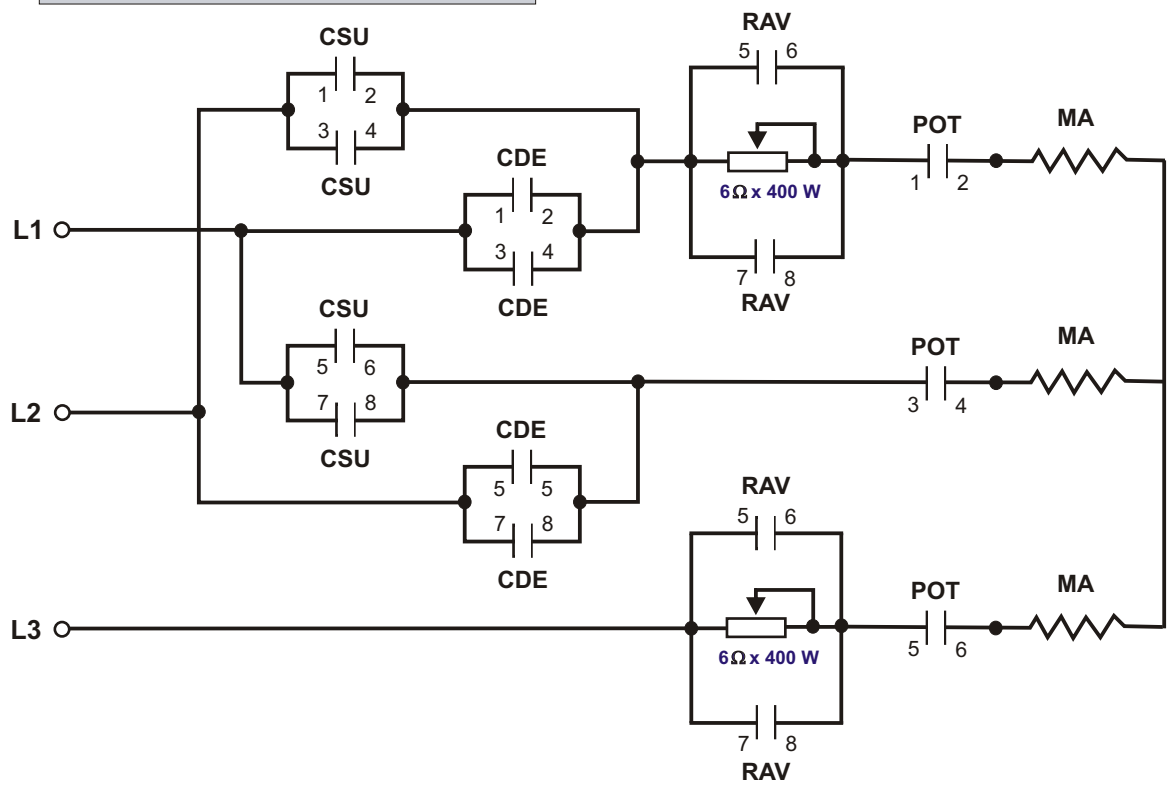 RAV
5 6
CSU
1 2
3 4
CSU
POT
1 2
MA
6Ω x 400 W
CDE
1 2
3 4
CDE
L1
7 8
RAV
CSU
5 6
7 8
CSU
POT
3 4
MA
L2
CDE
5 5
7 8
CDE
RAV
5 6
POT
5 6
MA
L3
6Ω x 400 W
7 8
RAV